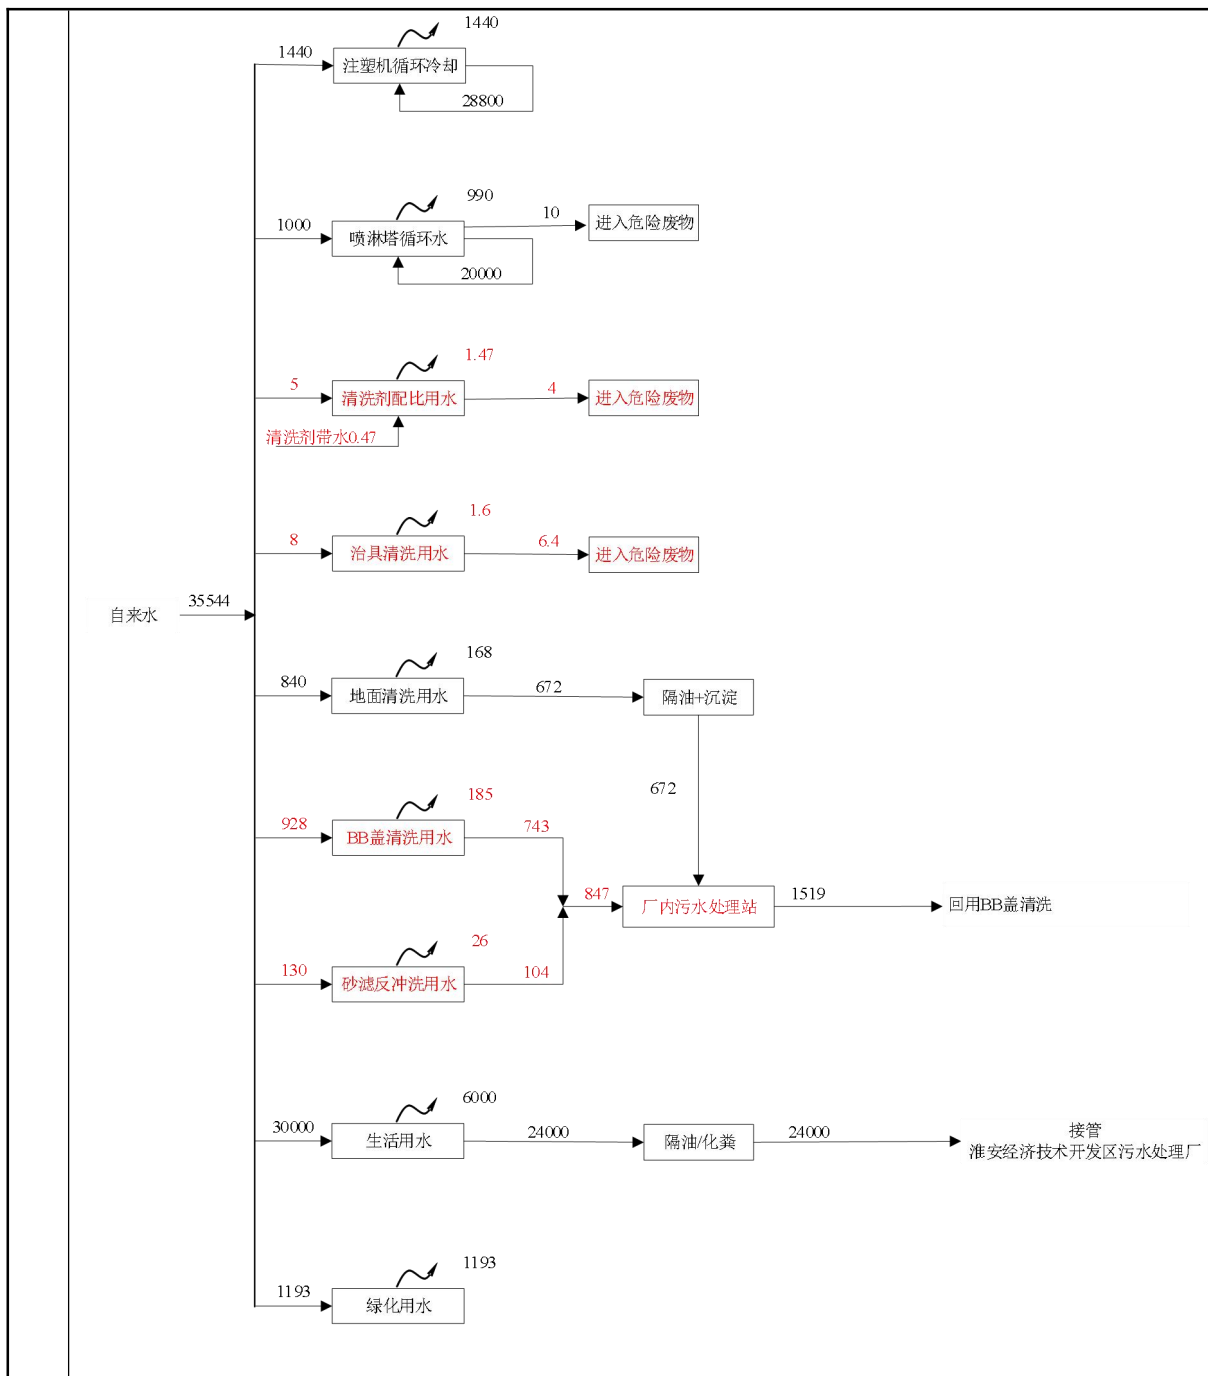 1440
1440
注塑机循环冷却
28800
990
1000
喷淋塔循环水
10
进入危险废物
20000
1.47
5
清洗剂配比用水
4
进入危险废物
清洗剂带水0.47
1.6
8
治具清洗用水
6.4
进入危险废物
自来水
35544
168
840
地面清洗用水
672
隔油+沉淀
672
185
928
BB盖清洗用水
743
847
厂内污水处理站
1519
回用BB盖清洗
26
130
砂滤反冲洗用水
104
6000
30000
生活用水
24000
隔油/化粪
24000
接管
淮安经济技术开发区污水处理厂
1193
1193
绿化用水